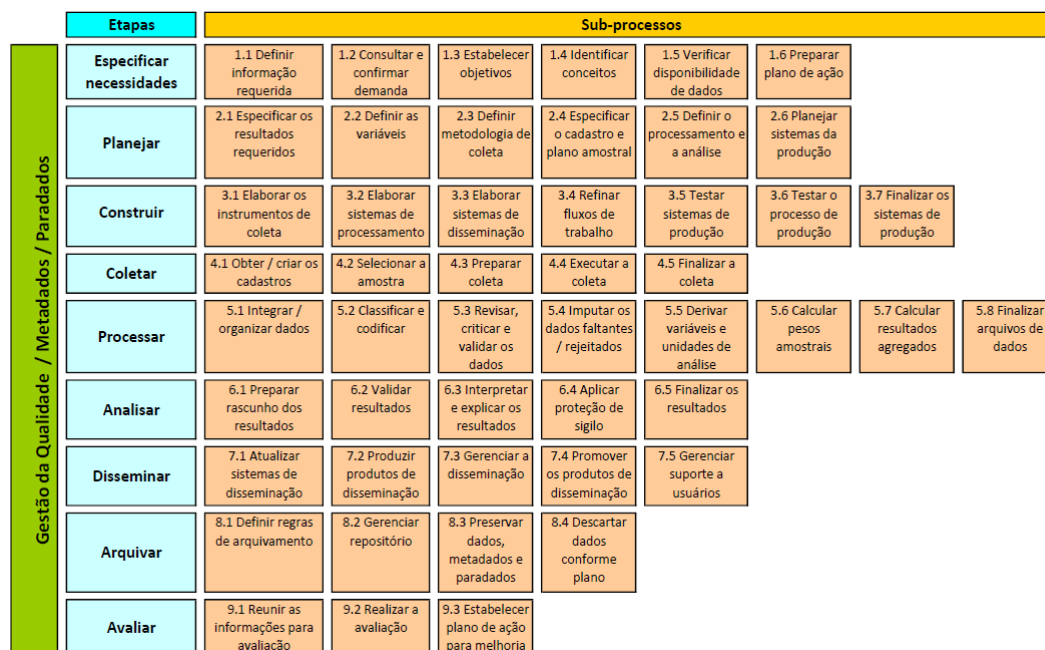 Etapas
Sub-processos
Gestão da Qualidade / Metadados / Paradados
Especificar
necessidades
1.1 Definir
informação
requerida
1.2 Consultar e
confirmar
demanda
1.3 Estabelecer
objetivos
1.4 Identificar
conceitos
1.5 Verificar
disponibilidade
de dados
1.6 Preparar
plano de ação
Planejar
2.1 Especificar os
resultados
requeridos
2.2 Definir as
variáveis
2.3 Definir
metodologia de
coleta
2.4 Especificar
o cadastro e
plano amostral
2.5 Definir o
processamento e
a análise
2.6 Planejar
sistemas da
produção
Construir
3.1 Elaborar os
instrumentos de
coleta
3.2 Elaborar
sistemas de
processamento
3.3 Elaborar
sistemas de
disseminação
3.4 Refinar
fluxos de
trabalho
3.5 Testar
sistemas de
produção
3.6 Testar o
processo de
produção
3.7 Finalizar os
sistemas de
produção
Coletar
4.1 Obter / criar os
cadastros
4.2 Selecionar a
amostra
4.3 Preparar
coleta
4.4 Executar a
coleta
4.5 Finalizar a
coleta
Processar
5.1 Integrar /
organizar dados
5.2 Classificar e
codificar
5.3 Revisar,
criticar e
validar os
dados
5.4 Imputar os
dados faltantes
/ rejeitados
5.5 Derivar
variáveis e
unidades de
análise
5.6 Calcular
pesos
amostrais
5.7 Calcular
resultados
agregados
5.8 Finalizar
arquivos de
dados
Analisar
6.1 Preparar
rascunho dos
resultados
6.2 Validar
resultados
6.3 Interpretar
e explicar os
resultados
6.4 Aplicar
proteção de
sigilo
6.5 Finalizar os
resultados
Disseminar
7.1 Atualizar
sistemas de
disseminação
7.2 Produzir
produtos de
disseminação
7.3 Gerenciar a
disseminação
7.4 Promover
os produtos de
disseminação
7.5 Gerenciar
suporte a
usuários
Arquivar
8.1 Definir regras
de arquivamento
8.2 Gerenciar
repositório
8.3 Preservar
dados,
metadados e
paradados
8.4 Descartar
dados
conforme
plano
Avaliar
9.1 Reunir as
informações para
avaliação
9.2 Realizar a
avaliação
9.3 Estabelecer
plano de ação
para melhoria